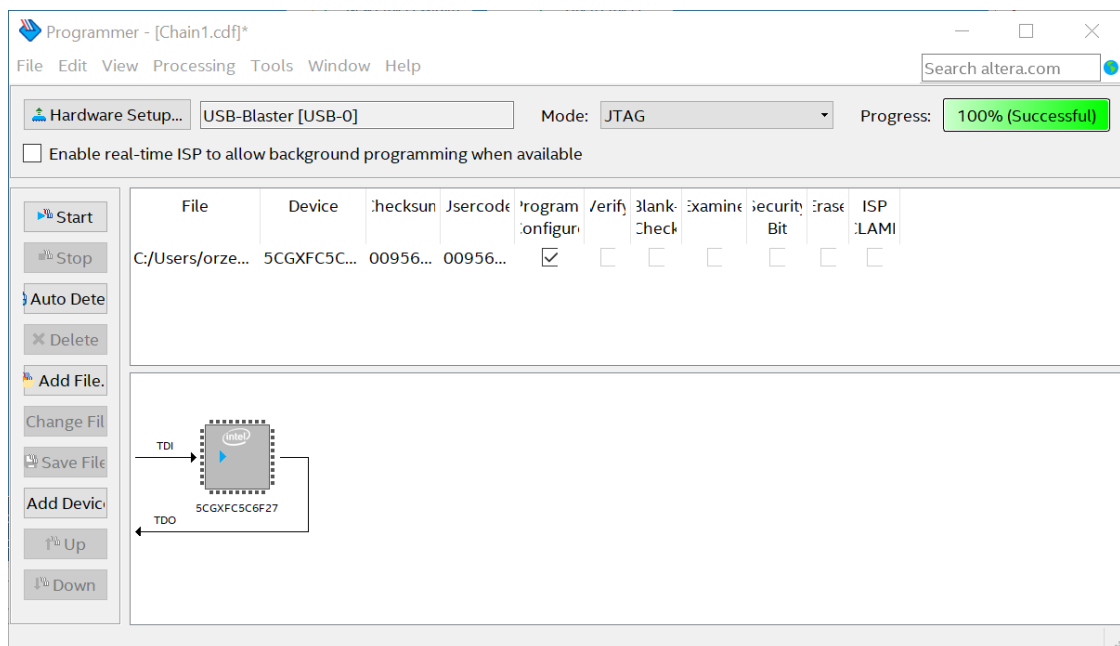 Programmer - [Chain1.cdf]*
File Edit View Processing Tools Window Help
Search altera.com
Hardware Setup... USB-Blaster [USB-0] Mode: JTAG Progress: 100% (Successful)
Enable real-time ISP to allow background programming when available
Start
Stop
Auto Dete
Delete
Add File.
Change Fil
Save File
Add Devic
Up
Down
File Device Checksum Usercode Program Verify Blank- Examine Security Erase ISP
Configure Check Bit CLAMP
C:/Users/orze... 5CGXFC5C... 00956... 00956...
TDI
intel
5CGXFC5C6F27
TDO